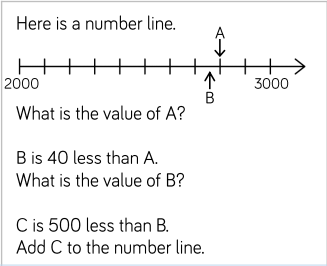 Here is a number line.
A
2000 3000
B
What is the value of A?
B is 40 less than A.
What is the value of B?
C is 500 less than B.
Add C to the number line.